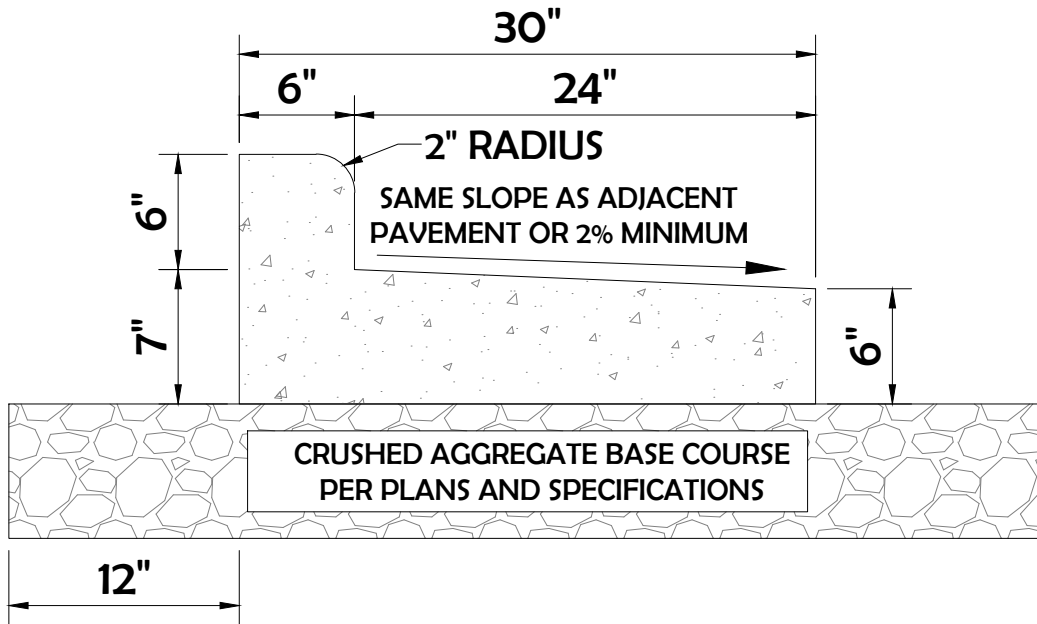 30"
6"
24"
2" RADIUS
6"
SAME SLOPE AS ADJACENT
PAVEMENT OR 2% MINIMUM
7"
6"
CRUSHED AGGREGATE BASE COURSE
PER PLANS AND SPECIFICATIONS
12"